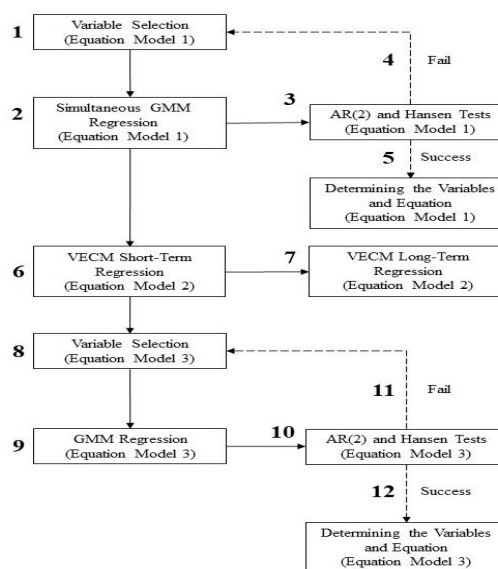 1
Variable Selection
(Equation Model 1)
4
Fail
2
Simultaneous GMM
Regression
(Equation Model 1)
3
AR(2) and Hansen Tests
(Equation Model 1)
5
Success
Determining the Variables
and Equation
(Equation Model 1)
6
VECM Short-Term
Regression
(Equation Model 2)
7
VECM Long-Term
Regression
(Equation Model 2)
8
Variable Selection
(Equation Model 3)
11
Fail
9
GMM Regression
(Equation Model 3)
10
AR(2) and Hansen Tests
(Equation Model 3)
12
Success
Determining the Variables
and Equation
(Equation Model 3)